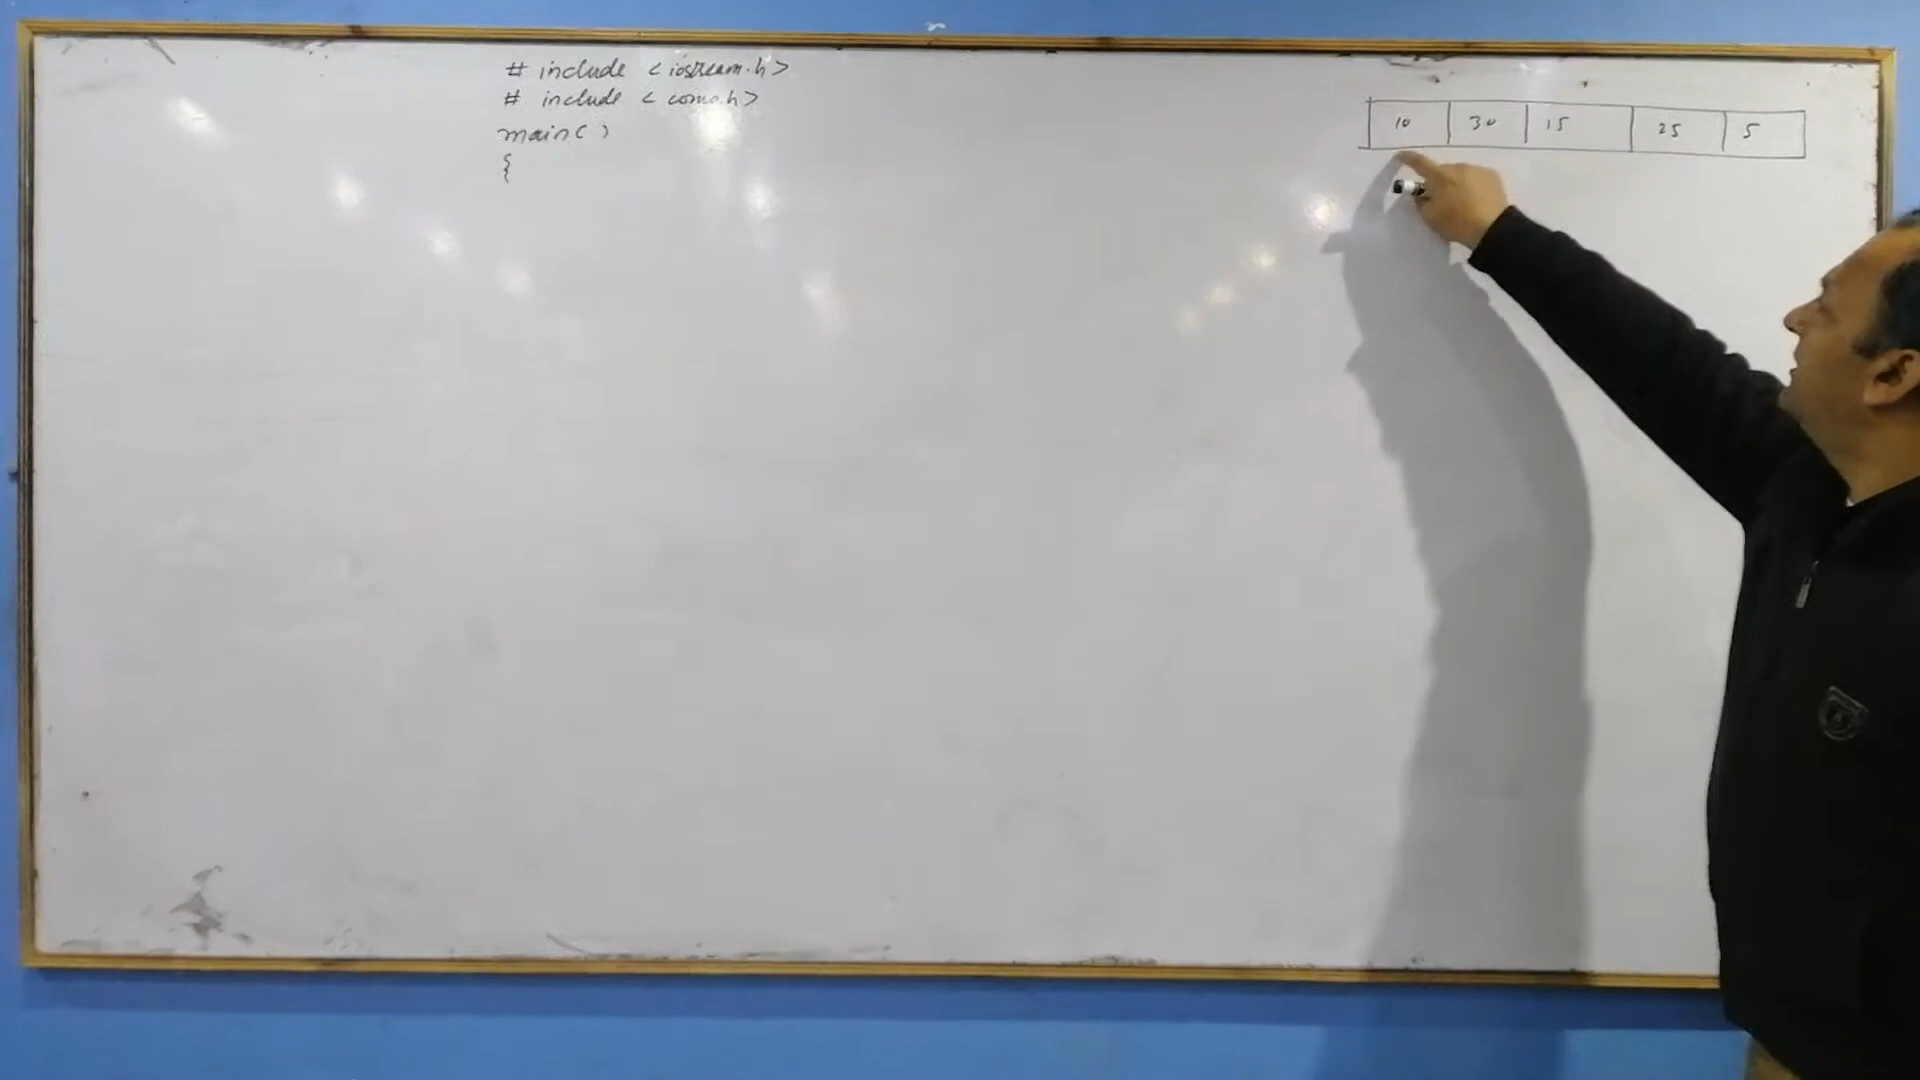 # include <iostream.h>
# include <conio.h>
main()
{
10 30 15 25 5